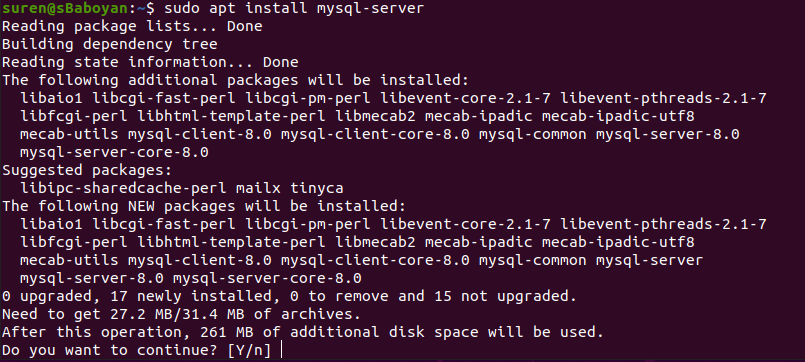 suren@sBaboyan:~$ sudo apt install mysql-server
Reading package lists... Done
Building dependency tree
Reading state information... Done
The following additional packages will be installed:
  libaio1 libcgi-fast-perl libcgi-pm-perl libevent-core-2.1-7 libevent-pthreads-2.1-7
  libfcgi-perl libhtml-template-perl libmecab2 mecab-ipadic mecab-ipadic-utf8
  mecab-utils mysql-client-8.0 mysql-client-core-8.0 mysql-common mysql-server-8.0
  mysql-server-core-8.0
Suggested packages:
  libipc-sharedcache-perl mailx tinyca
The following NEW packages will be installed:
  libaio1 libcgi-fast-perl libcgi-pm-perl libevent-core-2.1-7 libevent-pthreads-2.1-7
  libfcgi-perl libhtml-template-perl libmecab2 mecab-ipadic mecab-ipadic-utf8
  mecab-utils mysql-client-8.0 mysql-client-core-8.0 mysql-common mysql-server
  mysql-server-8.0 mysql-server-core-8.0
0 upgraded, 17 newly installed, 0 to remove and 15 not upgraded.
Need to get 27.2 MB/31.4 MB of archives.
After this operation, 261 MB of additional disk space will be used.
Do you want to continue? [Y/n]